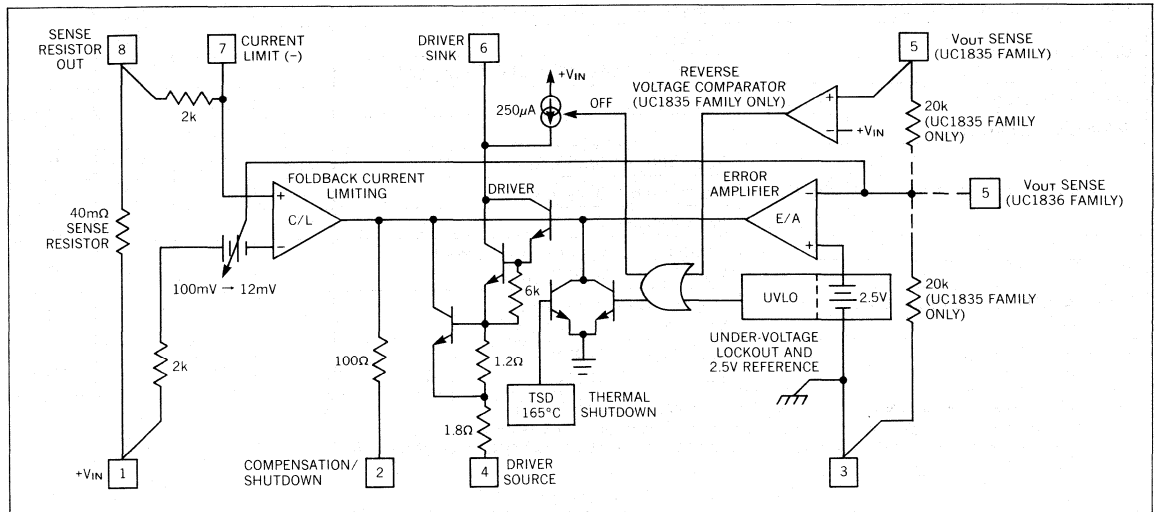 SENSE
RESISTOR
OUT
8
7
CURRENT
LIMIT (−)
DRIVER
SINK
6
5
VOUT SENSE
(UC1835 FAMILY)
2k
+VIN
250µA
OFF
REVERSE
VOLTAGE COMPARATOR
(UC1835 FAMILY ONLY)
+
−
+VIN
20k
(UC1835 FAMILY
ONLY)
FOLDBACK CURRENT
LIMITING
DRIVER
ERROR
AMPLIFIER
5
VOUT SENSE
(UC1836 FAMILY)
+
C/L
−
−
E/A
+
40mΩ
SENSE
RESISTOR
100mV → 12mV
6k
UVLO
2.5V
20k
(UC1835 FAMILY
ONLY)
2k
100Ω
1.2Ω
UNDER-VOLTAGE
LOCKOUT AND
2.5V REFERENCE
TSD
165°C
THERMAL
SHUTDOWN
1.8Ω
+VIN
1
COMPENSATION/
SHUTDOWN
2
4
DRIVER
SOURCE
3